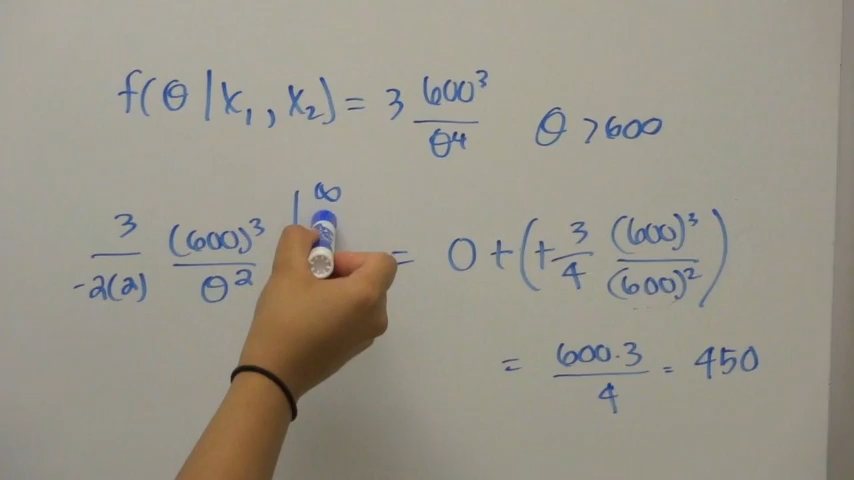 f(θ|x₁, x₂) = 3 600³/θ⁴ θ > 600
3/-2(2) (600)³/θ² |^∞ = 0 + (+ 3/4 (600)³/(600)²)
= 600·3/4 = 450